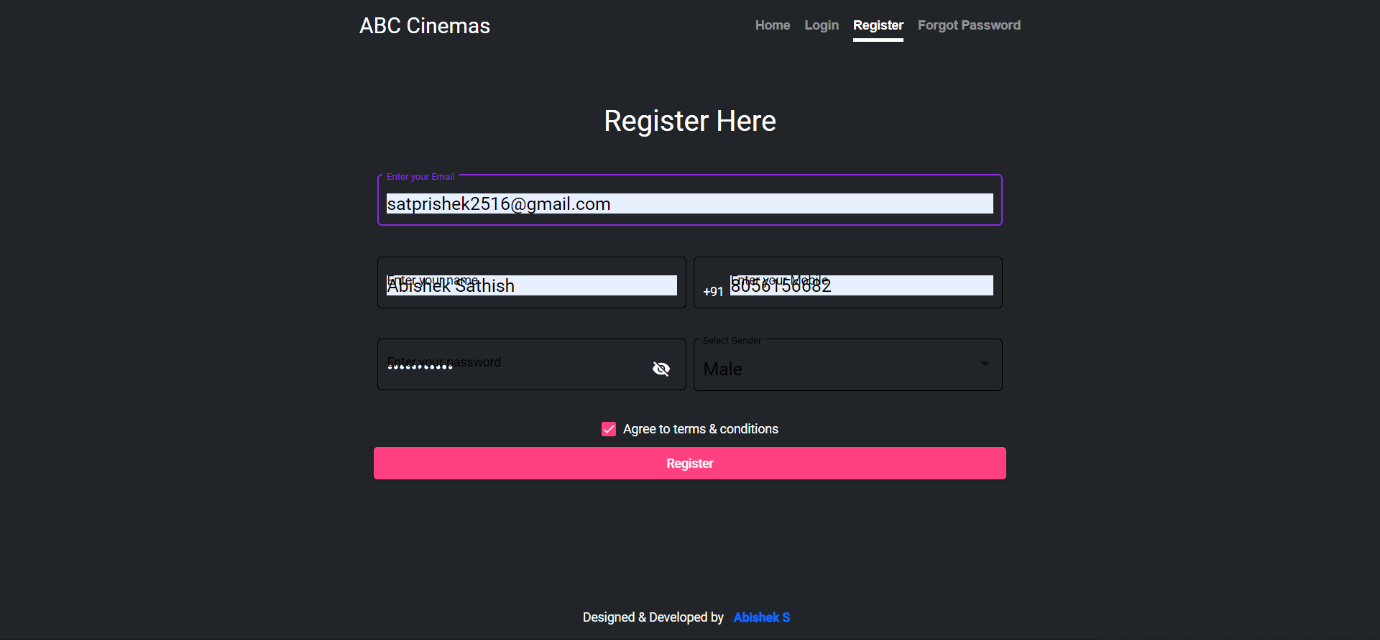 ABC Cinemas Home Login Register Forgot Password
Register Here
Enter your Email
satprishek2516@gmail.com
Enter your name
Abishek Sathish
Enter your Mobile
+91 8056156682
Enter your password
Select Gender
Male
Agree to terms & conditions
Register
Designed & Developed by Abishek S